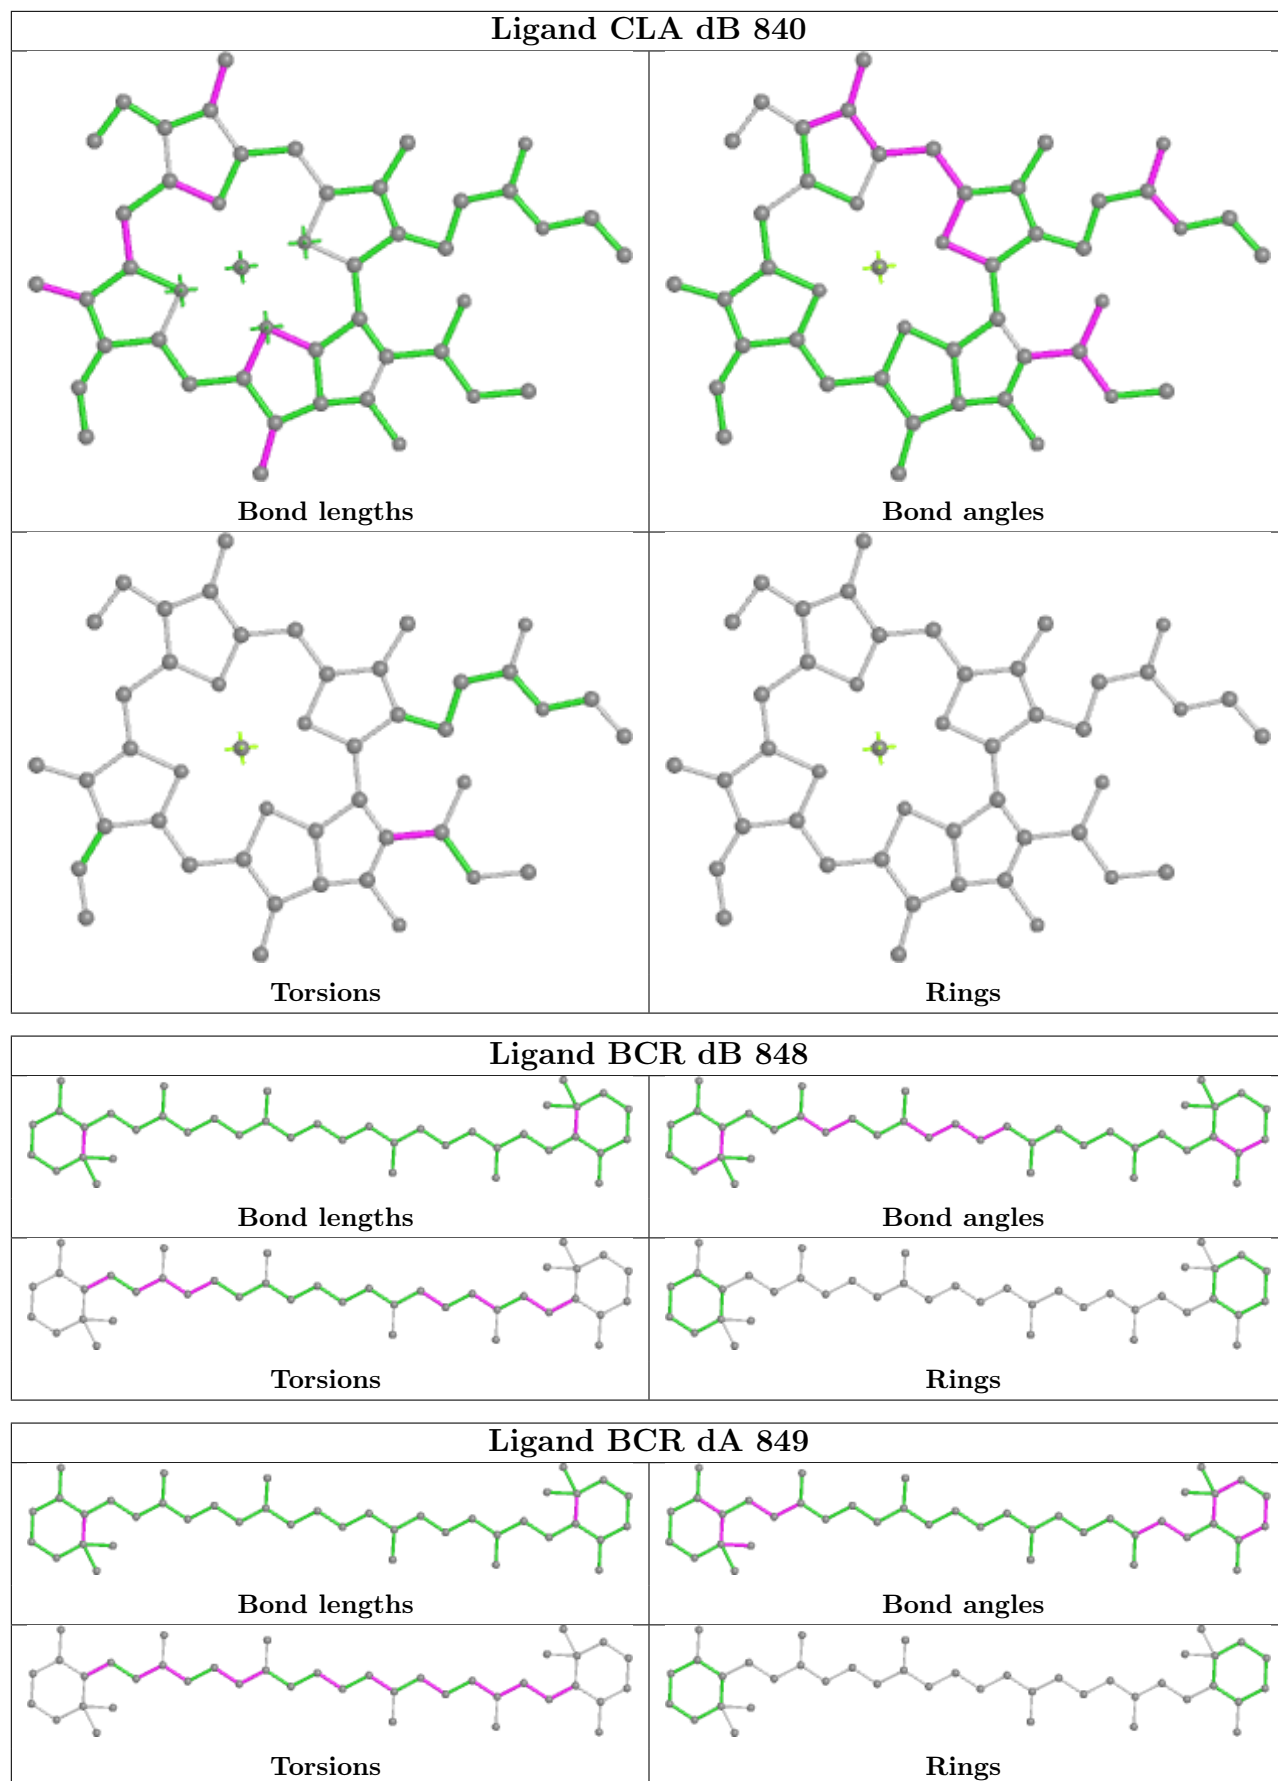 Ligand CLA dB 840
Bond lengths
Bond angles
Torsions
Rings
Ligand BCR dB 848
Bond lengths
Bond angles
Torsions
Rings
Ligand BCR dA 849
Bond lengths
Bond angles
Torsions
Rings